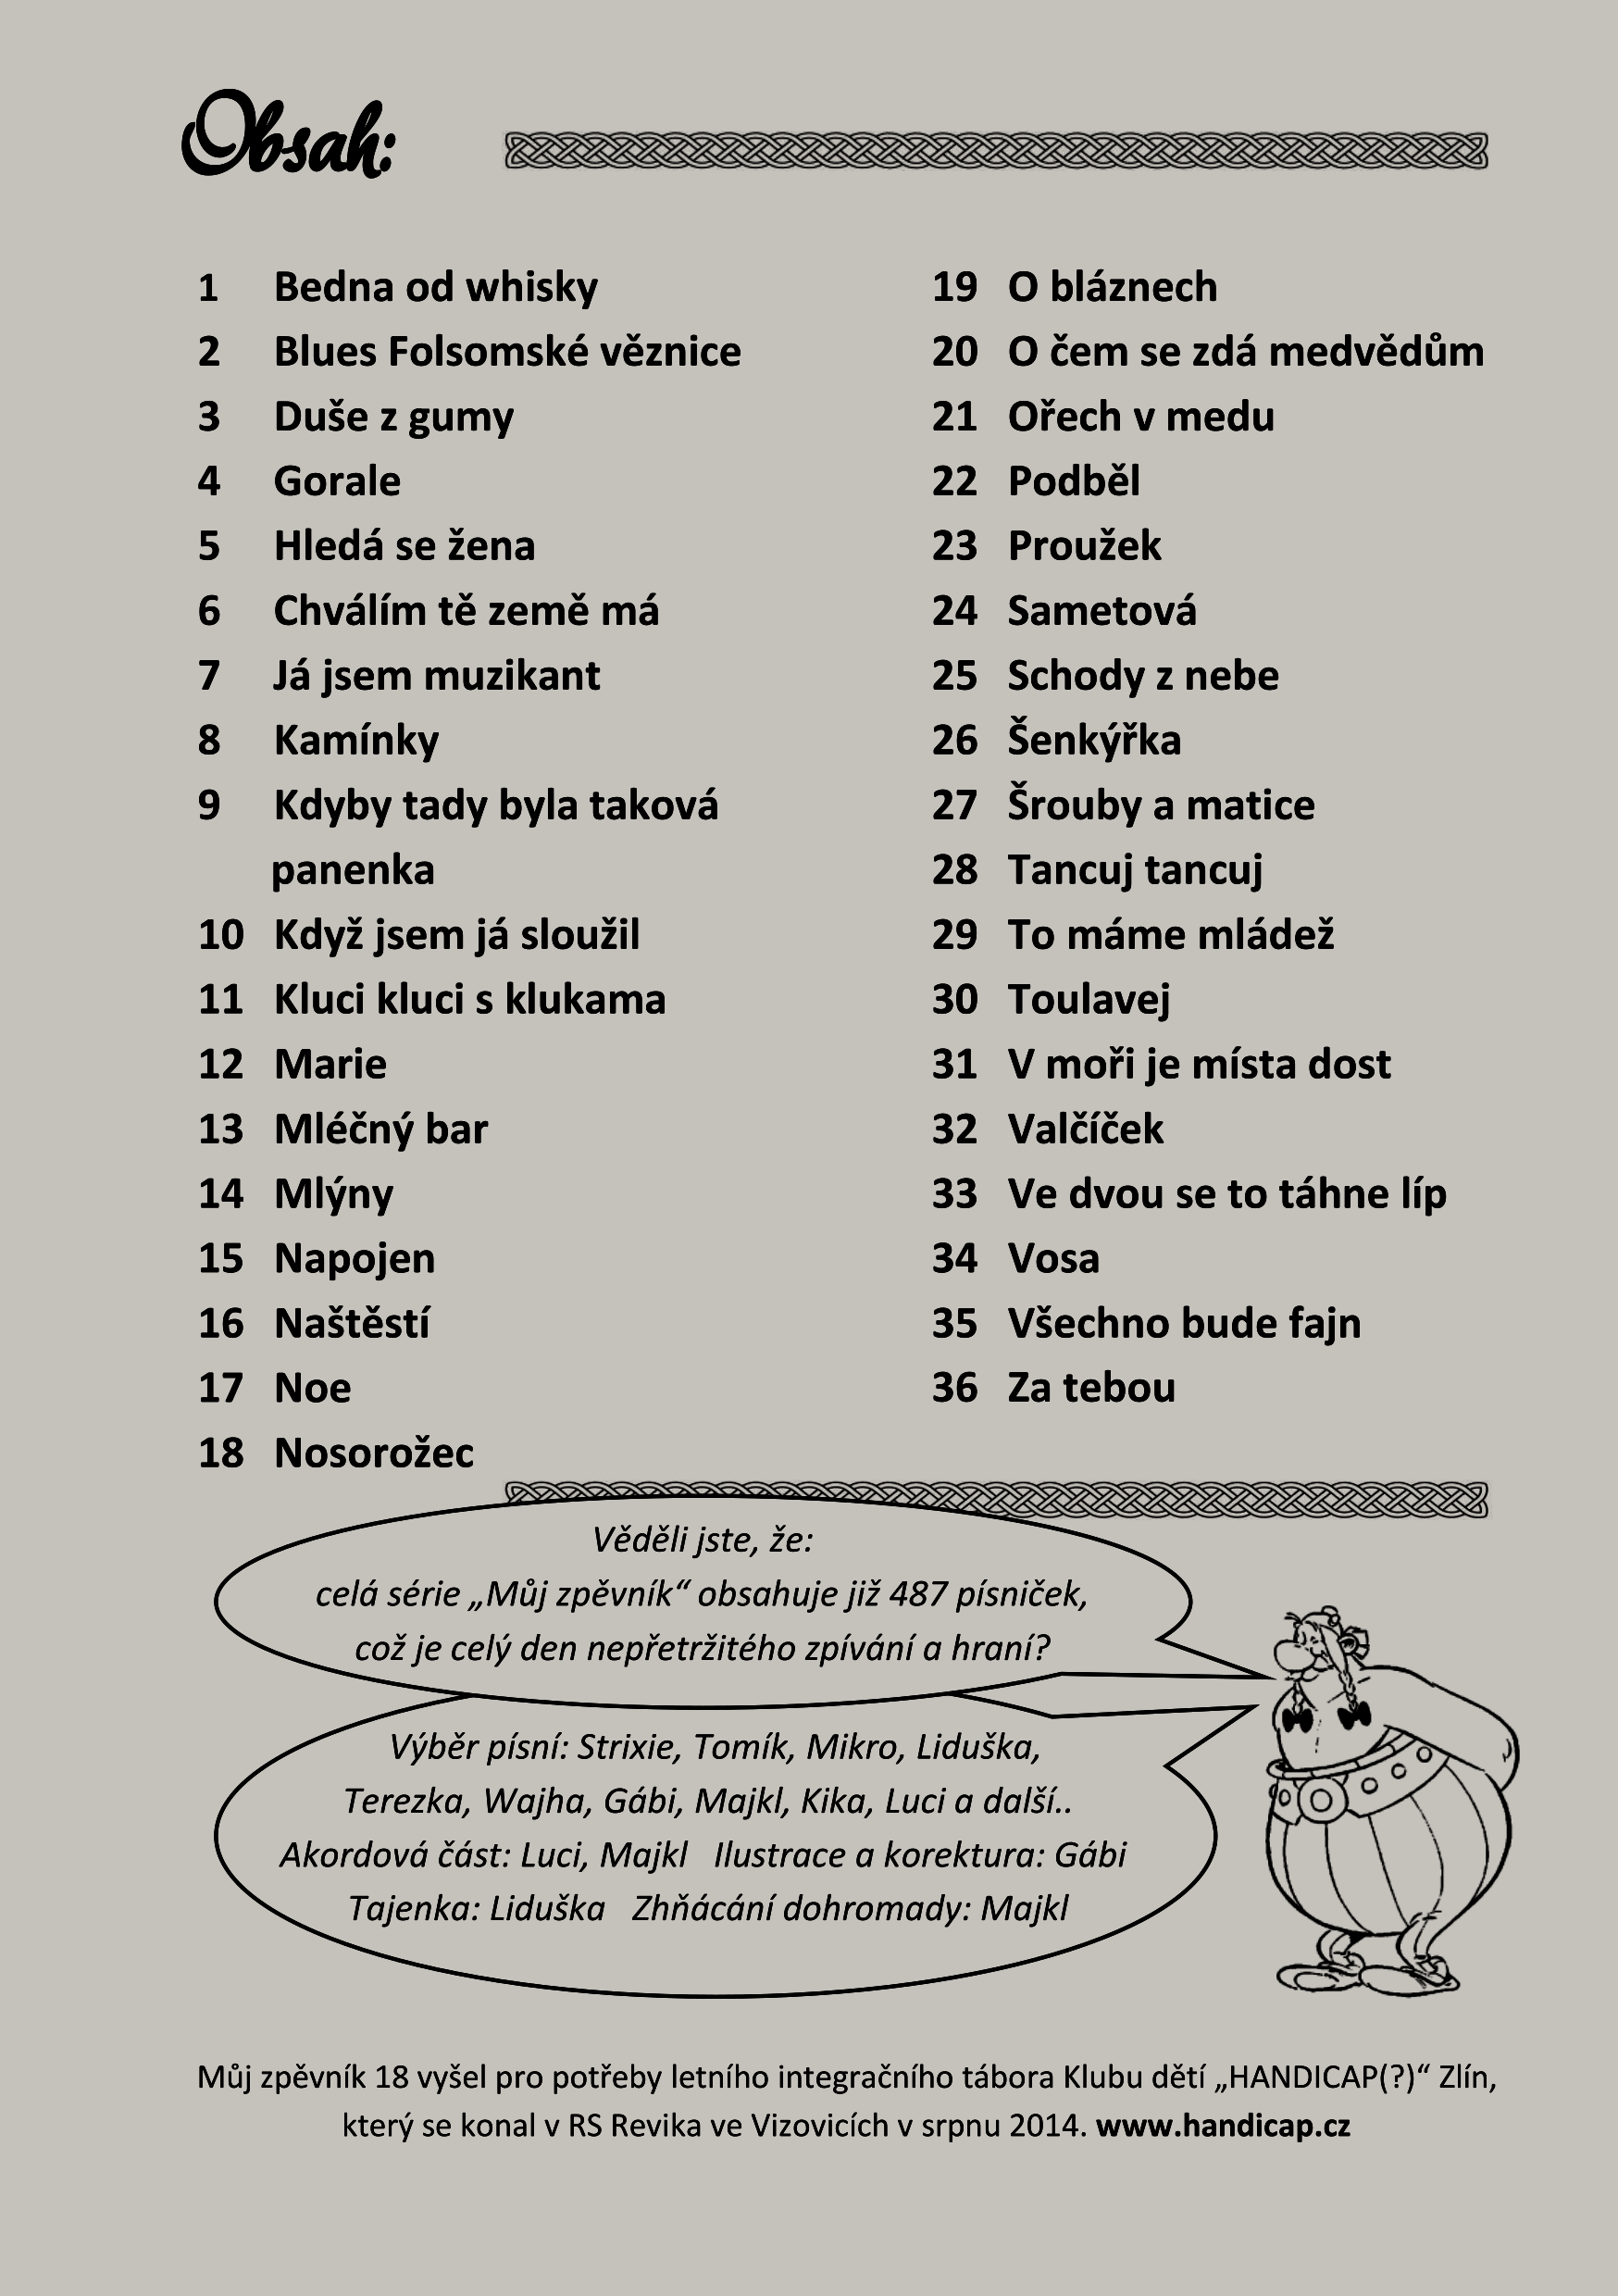 Obsah:
1 Bedna od whisky
2 Blues Folsomské věznice
3 Duše z gumy
4 Gorale
5 Hledá se žena
6 Chválím tě země má
7 Já jsem muzikant
8 Kamínky
9 Kdyby tady byla taková
panenka
10 Když jsem já sloužil
11 Kluci kluci s klukama
12 Marie
13 Mléčný bar
14 Mlýny
15 Napojen
16 Naštěstí
17 Noe
18 Nosorožec
19 O bláznech
20 O čem se zdá medvědům
21 Ořech v medu
22 Podběl
23 Proužek
24 Sametová
25 Schody z nebe
26 Šenkýřka
27 Šrouby a matice
28 Tancuj tancuj
29 To máme mládež
30 Toulavej
31 V moři je místa dost
32 Valčíček
33 Ve dvou se to táhne líp
34 Vosa
35 Všechno bude fajn
36 Za tebou
Věděli jste, že:
celá série „Můj zpěvník“ obsahuje již 487 písniček,
což je celý den nepřetržitého zpívání a hraní?
Výběr písní: Strixie, Tomík, Mikro, Liduška,
Terezka, Wajha, Gábi, Majkl, Kika, Luci a další..
Akordová část: Luci, Majkl Ilustrace a korektura: Gábi
Tajenka: Liduška Zhňácání dohromady: Majkl
Můj zpěvník 18 vyšel pro potřeby letního integračního tábora Klubu dětí „HANDICAP(?)“ Zlín,
který se konal v RS Revika ve Vizovicích v srpnu 2014. www.handicap.cz